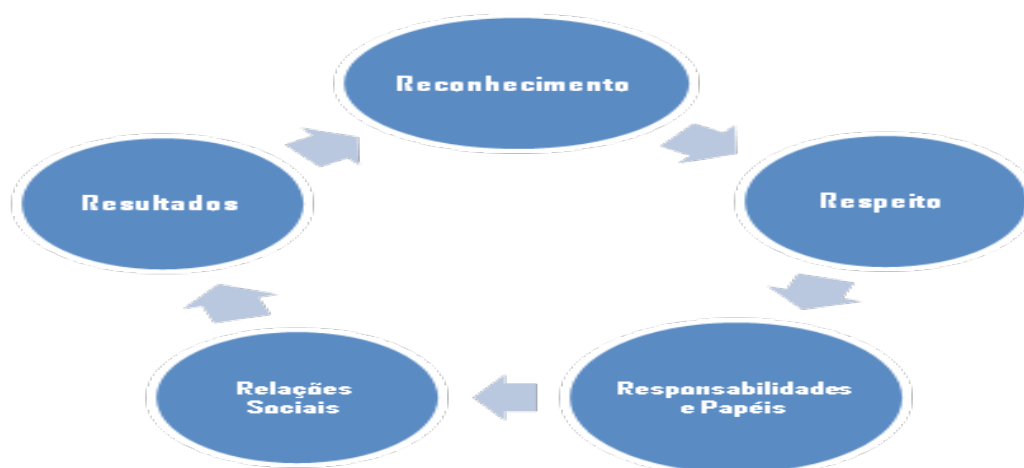 Reconhecimento
Respeito
Responsabilidades
e Papéis
Relações
Sociais
Resultados